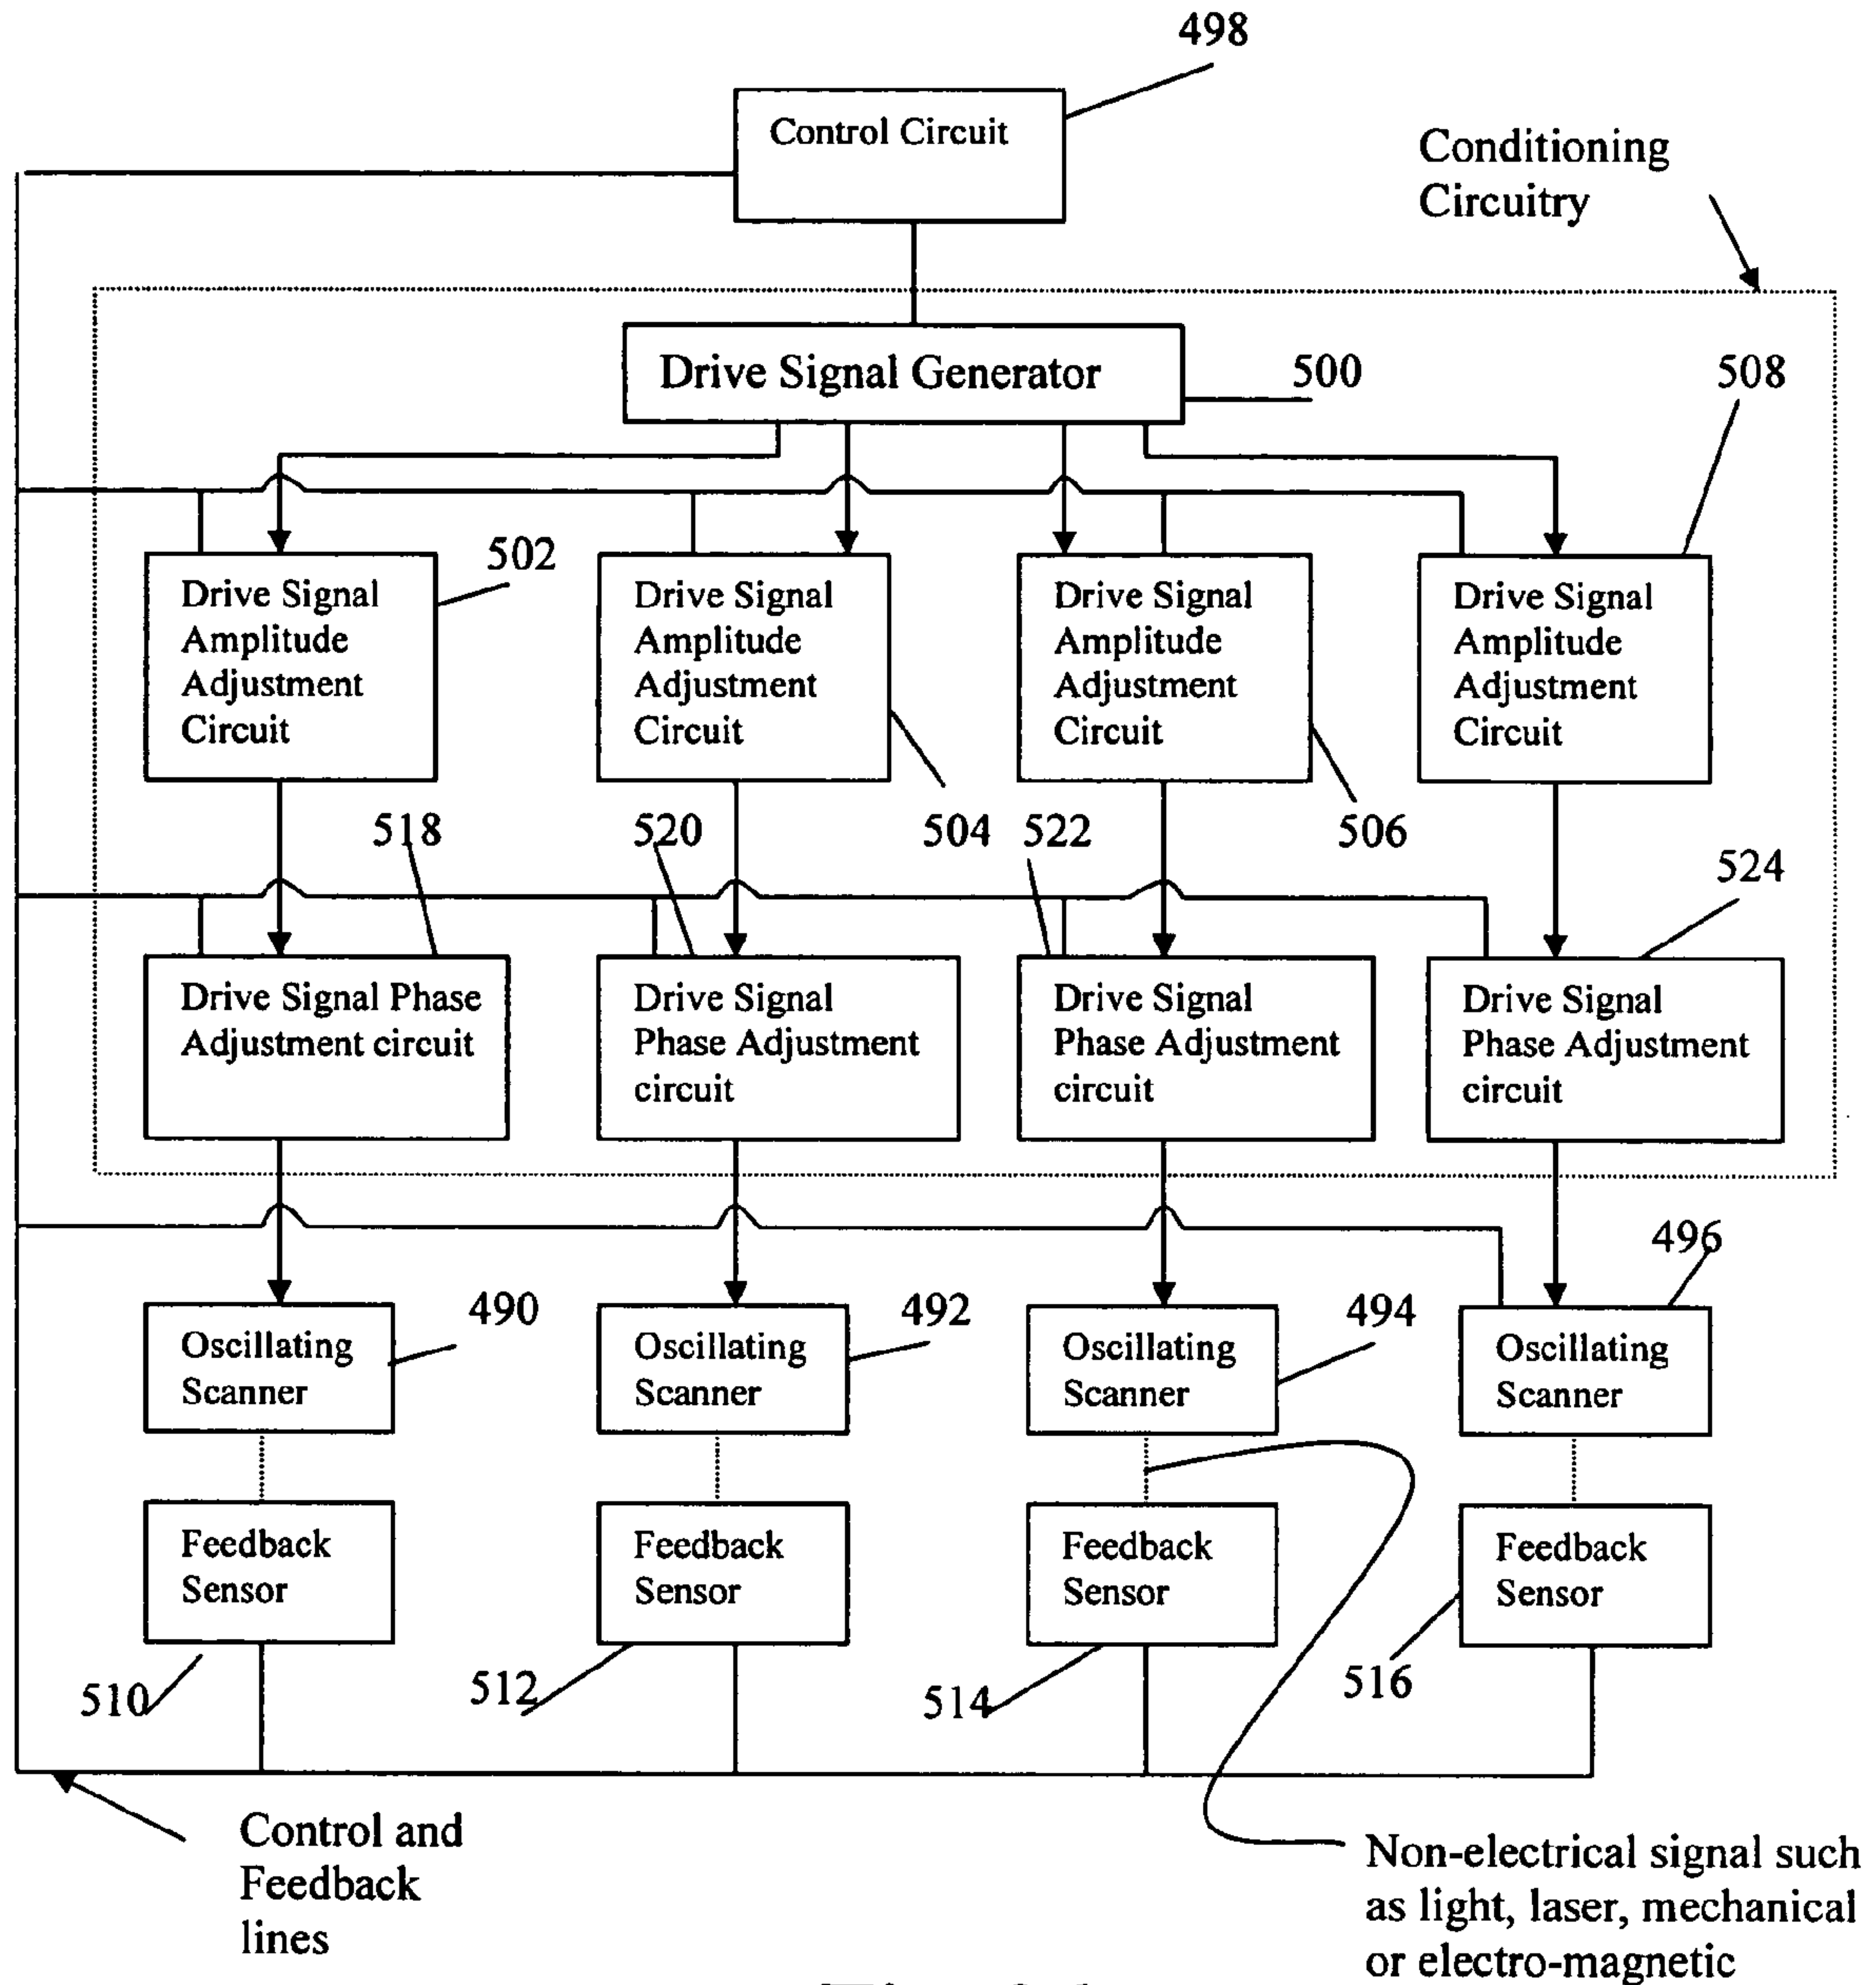 498
Control Circuit
Conditioning
Circuitry
Drive Signal Generator
500
508
502
Drive Signal
Amplitude
Adjustment
Circuit
Drive Signal
Amplitude
Adjustment
Circuit
Drive Signal
Amplitude
Adjustment
Circuit
Drive Signal
Amplitude
Adjustment
Circuit
518
520
504
522
506
524
Drive Signal Phase
Adjustment circuit
Drive Signal
Phase Adjustment
circuit
Drive Signal
Phase Adjustment
circuit
Drive Signal
Phase Adjustment
circuit
490
492
494
496
Oscillating
Scanner
Oscillating
Scanner
Oscillating
Scanner
Oscillating
Scanner
Feedback
Sensor
Feedback
Sensor
Feedback
Sensor
Feedback
Sensor
510
512
514
516
Control and
Feedback
lines
Non-electrical signal such
as light, laser, mechanical
or electro-magnetic